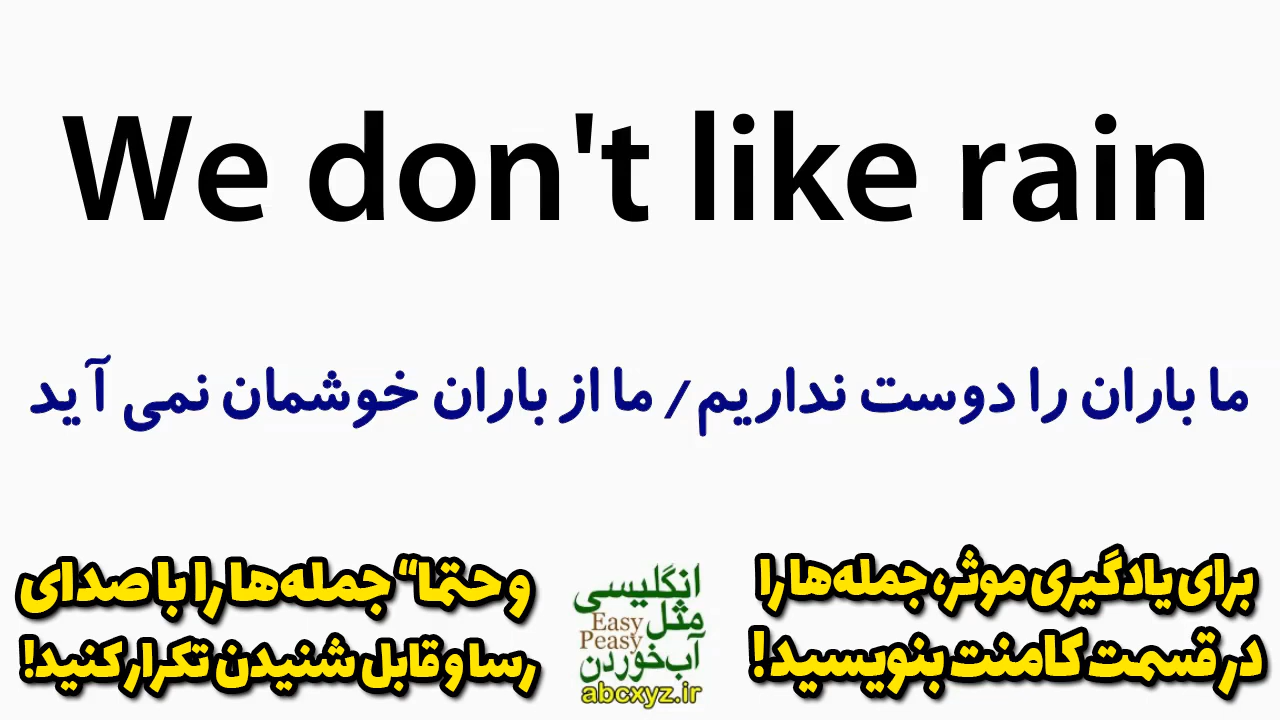 We don't like rain
ما باران را دوست نداریم/ ما از باران خوشمان نمی آید
برای یادگیری موثر، جمله‌ها را
در قسمت کامنت بنویسید!
انگلیسی
مثل
Easy
Peasy
آب خوردن
abcxyz.ir
و حتما“ جمله‌ها را با صدای
رسا و قابل شنیدن تکرار کنید!